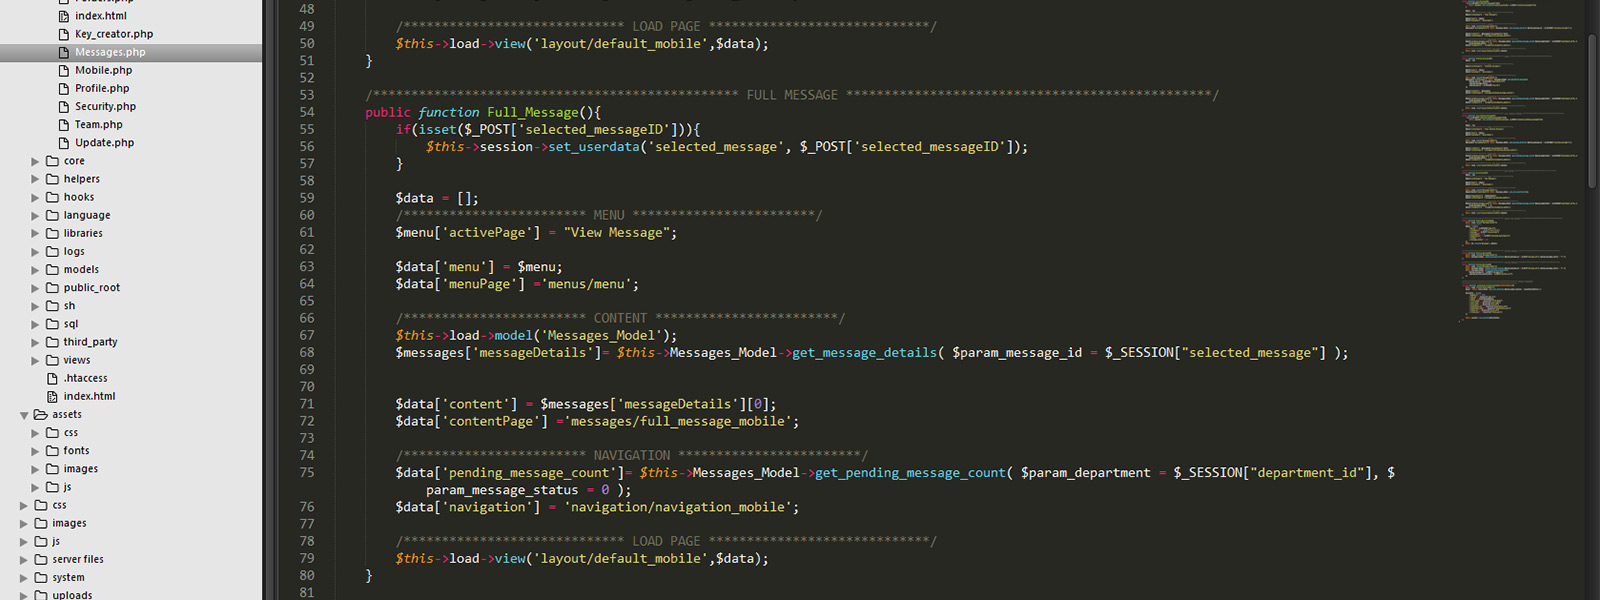 Folders.php
index.html
Key_creator.php
Messages.php
Mobile.php
Profile.php
Security.php
Team.php
Update.php
core
helpers
hooks
language
libraries
logs
models
public_root
sh
sql
third_party
views
.htaccess
index.html
assets
css
fonts
images
js
css
images
js
server files
system
uploads
48
49 /***************************** LOAD PAGE *****************************/
50 $this->load->view('layout/default_mobile',$data);
51 }
52
53 /************************************************ FULL MESSAGE ************************************************/
54 public function Full_Message(){
55 if(isset($_POST['selected_messageID'])){
56 $this->session->set_userdata('selected_message', $_POST['selected_messageID']);
57 }
58
59 $data = [];
60 /************************ MENU ************************/
61 $menu['activePage'] = "View Message";
62
63 $data['menu'] = $menu;
64 $data['menuPage'] ='menus/menu';
65
66 /************************ CONTENT ************************/
67 $this->load->model('Messages_Model');
68 $messages['messageDetails']= $this->Messages_Model->get_message_details( $param_message_id = $_SESSION["selected_message"] );
69
70
71 $data['content'] = $messages['messageDetails'][0];
72 $data['contentPage'] ='messages/full_message_mobile';
73
74 /************************ NAVIGATION ************************/
75 $data['pending_message_count']= $this->Messages_Model->get_pending_message_count( $param_department = $_SESSION["department_id"], $
param_message_status = 0 );
76 $data['navigation'] = 'navigation/navigation_mobile';
77
78 /***************************** LOAD PAGE *****************************/
79 $this->load->view('layout/default_mobile',$data);
80 }
81